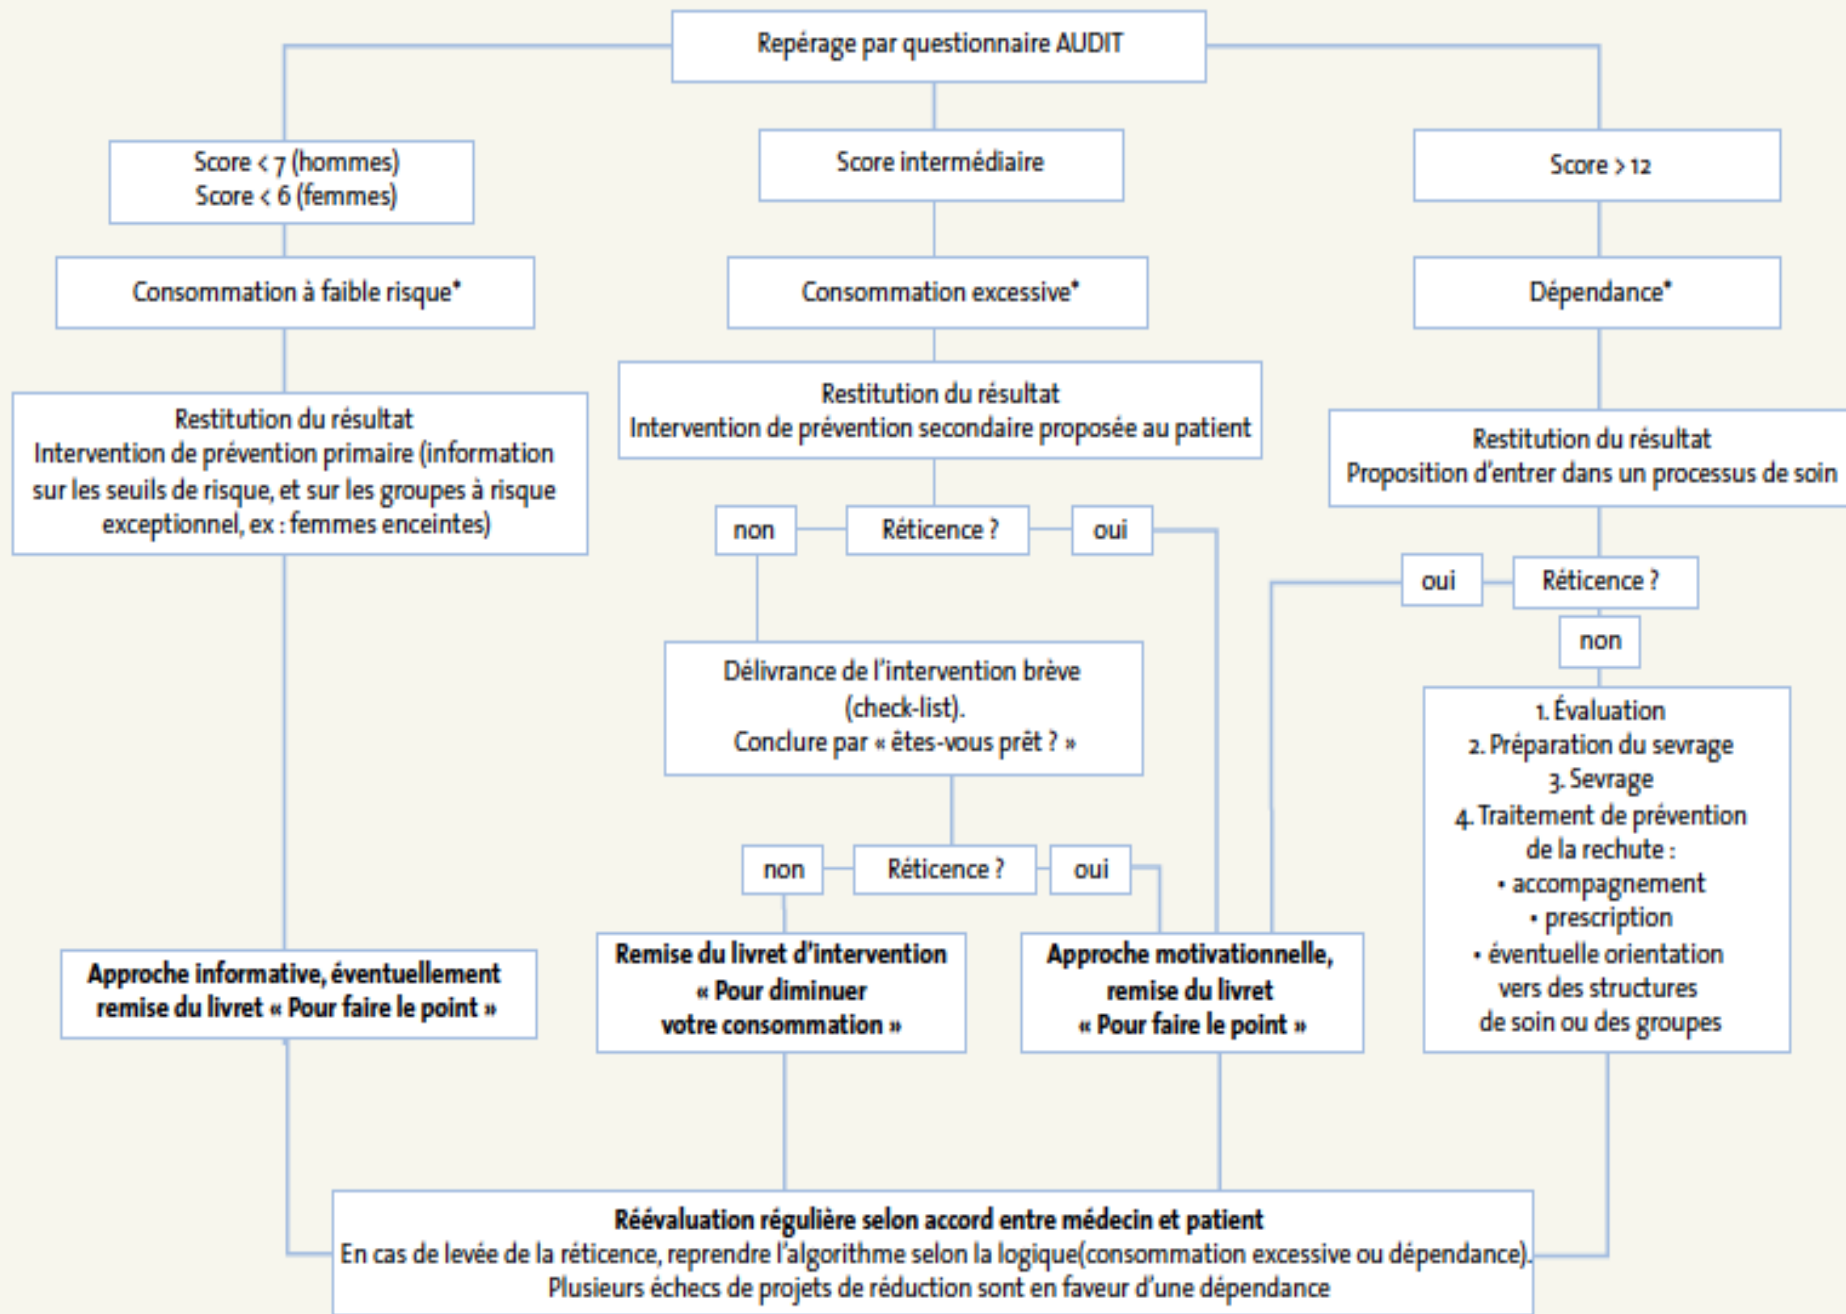 Repérage par questionnaire AUDIT
Score < 7 (hommes)
Score < 6 (femmes)
Score intermédiaire
Score > 12
Consommation à faible risque*
Consommation excessive*
Dépendance*
Restitution du résultat
Intervention de prévention primaire (information
sur les seuils de risque, et sur les groupes à risque
exceptionnel, ex : femmes enceintes)
Restitution du résultat
Intervention de prévention secondaire proposée au patient
Restitution du résultat
Proposition d'entrer dans un processus de soin
non
Réticence ?
oui
oui
Réticence ?
non
Délivrance de l'intervention brève
(check-list).
Conclure par « êtes-vous prêt ? »
1. Évaluation
2. Préparation du sevrage
3. Sevrage
4. Traitement de prévention
de la rechute :
• accompagnement
• prescription
• éventuelle orientation
vers des structures
de soin ou des groupes
non
Réticence ?
oui
Approche informative, éventuellement
remise du livret « Pour faire le point »
Remise du livret d'intervention
« Pour diminuer
votre consommation »
Approche motivationnelle,
remise du livret
« Pour faire le point »
Réévaluation régulière selon accord entre médecin et patient
En cas de levée de la réticence, reprendre l'algorithme selon la logique(consommation excessive ou dépendance).
Plusieurs échecs de projets de réduction sont en faveur d'une dépendance